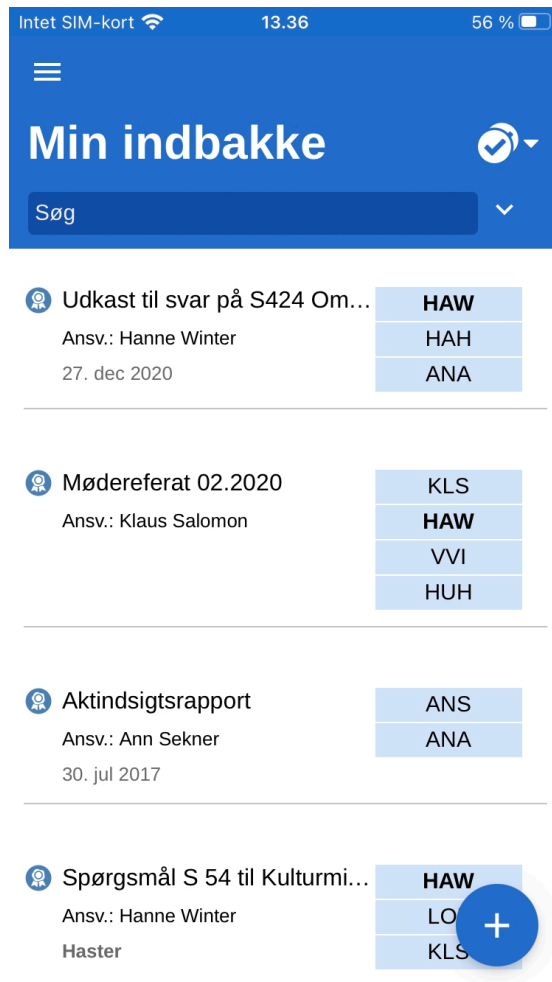 Intet SIM-kort 13.36 56 %
Min indbakke
Søg
Udkast til svar på S424 Om... HAW
Ansv.: Hanne Winter HAH
27. dec 2020 ANA
Mødereferat 02.2020 KLS
Ansv.: Klaus Salomon HAW
VVI
HUH
Aktindsigtsrapport ANS
Ansv.: Ann Sekner ANA
30. jul 2017
Spørgsmål S 54 til Kulturmi... HAW
Ansv.: Hanne Winter
Haster KLS